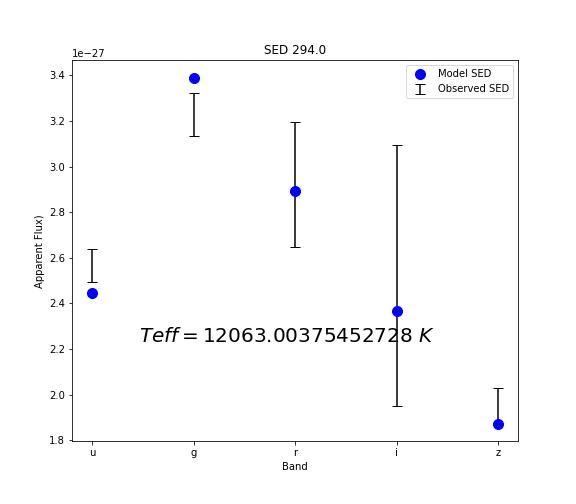 SED 294.0
1e−27
Model SED
Observed SED
3.4
3.2
3.0
2.8
2.6
2.4
2.2
2.0
1.8
Apparent Flux)
Teff = 12063.00375452728 K
u g r i z
Band